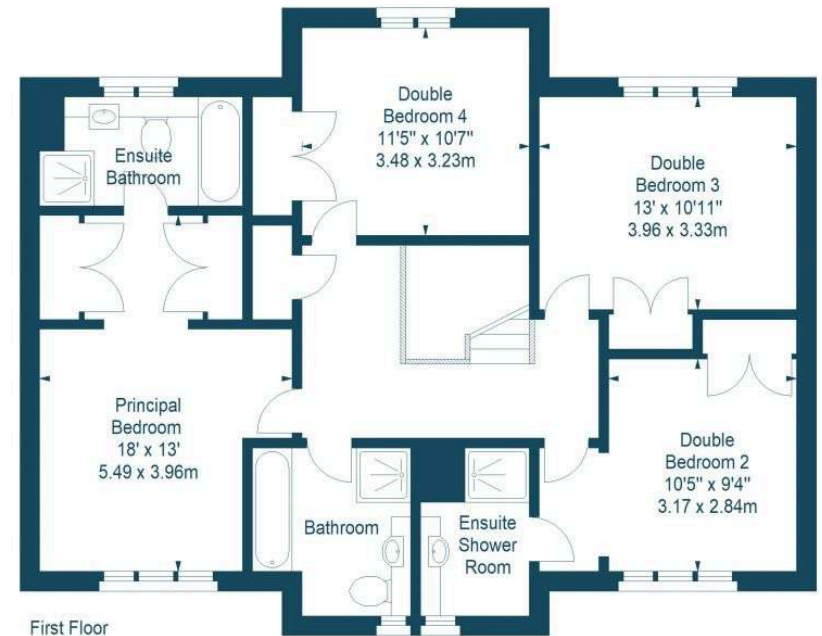 Double
Bedroom 4
11'5" x 10'7"
3.48 x 3.23m
Ensuite
Bathroom
Double
Bedroom 3
13' x 10'11"
3.96 x 3.33m
Principal
Bedroom
18' x 13'
5.49 x 3.96m
Double
Bedroom 2
10'5" x 9'4"
3.17 x 2.84m
Bathroom
Ensuite
Shower
Room
First Floor